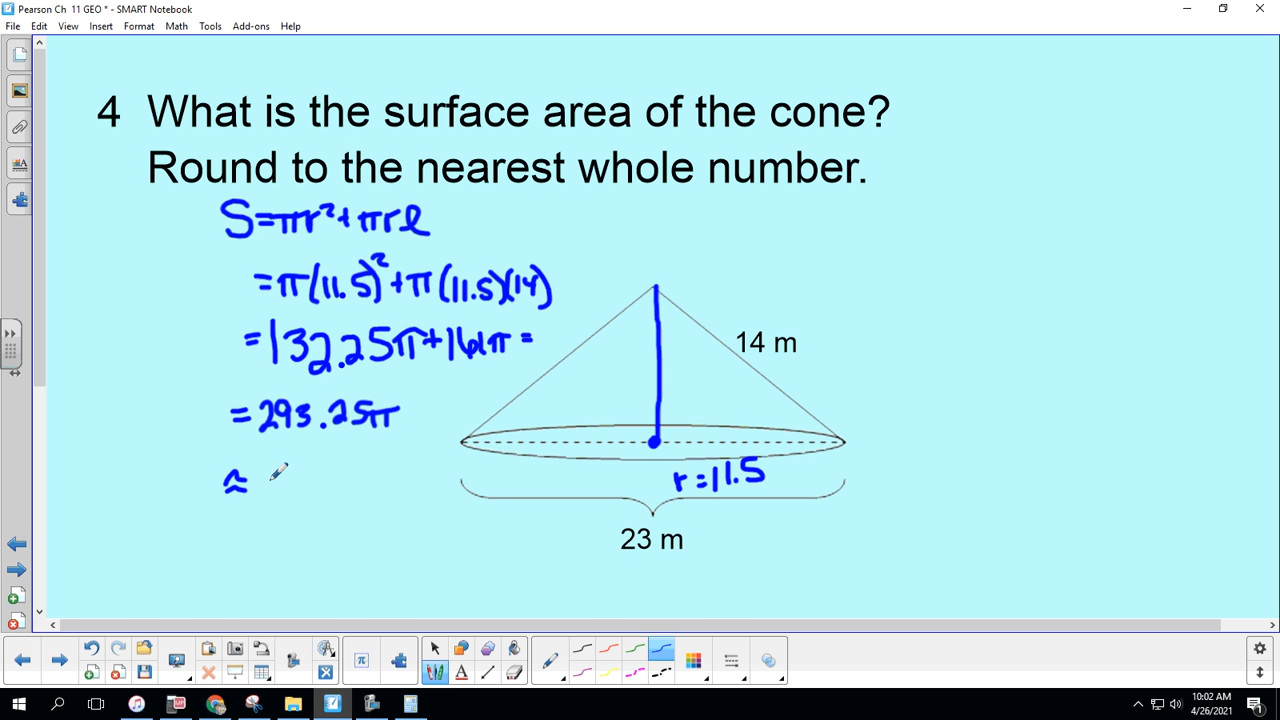 Pearson Ch 11 GEO * - SMART Notebook
File Edit View Insert Format Math Tools Add-ons Help
4 What is the surface area of the cone?
Round to the nearest whole number.
S=πr²+πrℓ
=π(11.5)²+π(11.5)(14)
=132.25π+161π=
=293.25π
≈
14 m
r=11.5
23 m
π
A
10:02 AM
4/26/2021
1